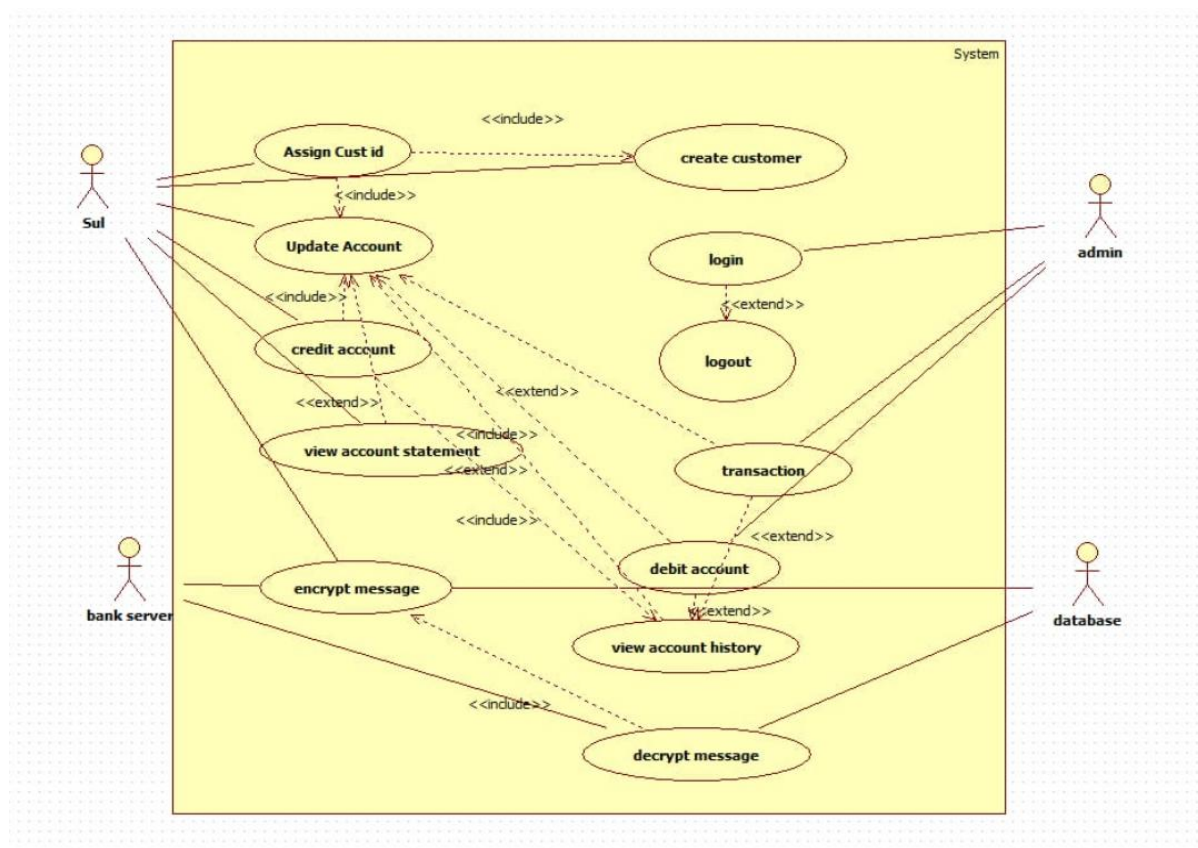 System
<<include>>
Assign Cust id
create customer
<<include>>
Sul
Update Account
admin
login
<<include>>
<<extend>>
credit account
logout
<<extend>>
<<extend>>
<<include>>
view account statement
<<extend>>
transaction
<<include>>
<<extend>>
debit account
encrypt message
bank server
<<extend>>
database
view account history
<<include>>
decrypt message